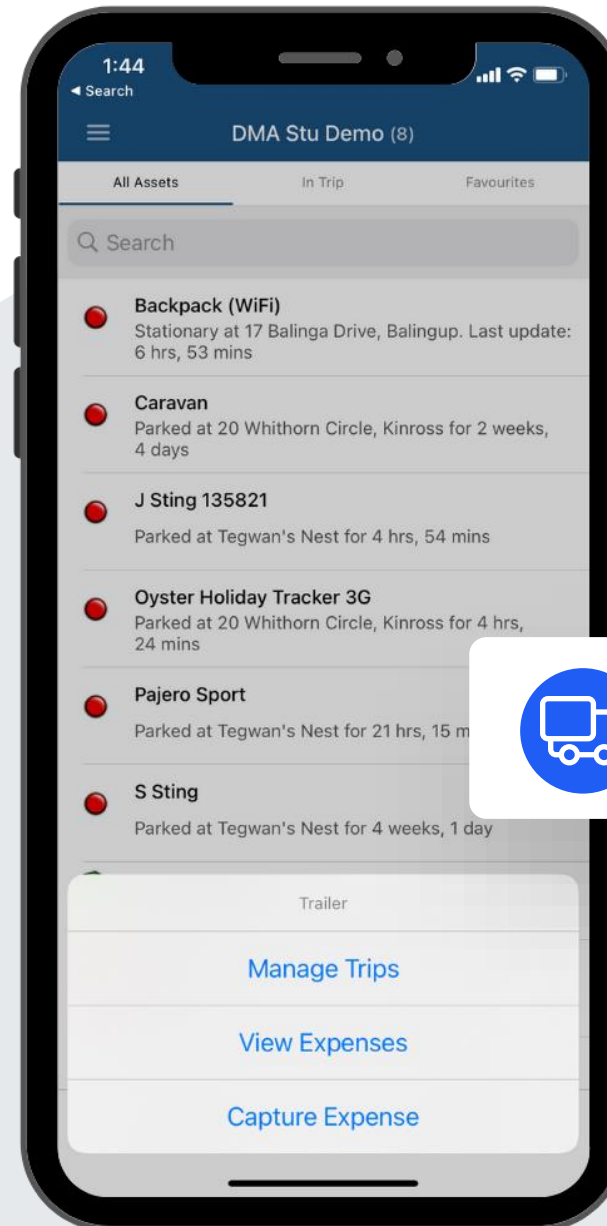 1:44
◀ Search
DMA Stu Demo (8)
All Assets In Trip Favourites
Search
Backpack (WiFi)
Stationary at 17 Balinga Drive, Balingup. Last update:
6 hrs, 53 mins
Caravan
Parked at 20 Whithorn Circle, Kinross for 2 weeks,
4 days
J Sting 135821
Parked at Tegwan's Nest for 4 hrs, 54 mins
Oyster Holiday Tracker 3G
Parked at 20 Whithorn Circle, Kinross for 4 hrs,
24 mins
Pajero Sport
Parked at Tegwan's Nest for 21 hrs, 15 m
S Sting
Parked at Tegwan's Nest for 4 weeks, 1 day
Trailer
Manage Trips
View Expenses
Capture Expense